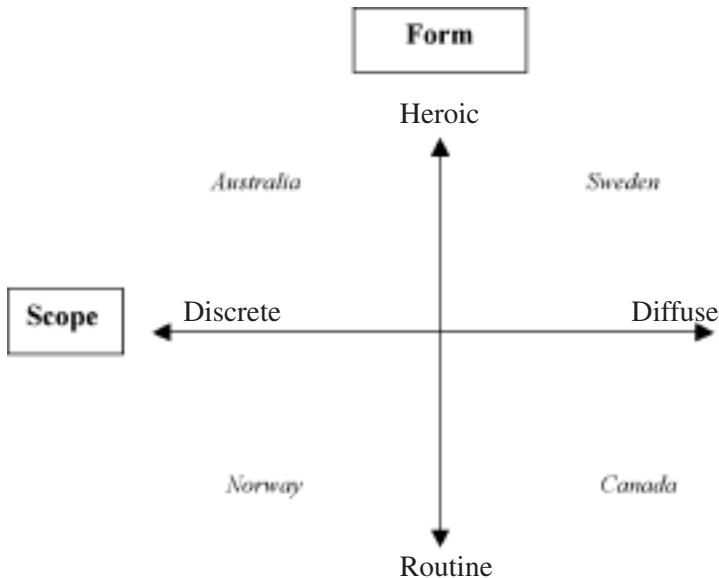 Form
Heroic
Australia Sweden
Scope Discrete Diffuse
Norway Canada
Routine